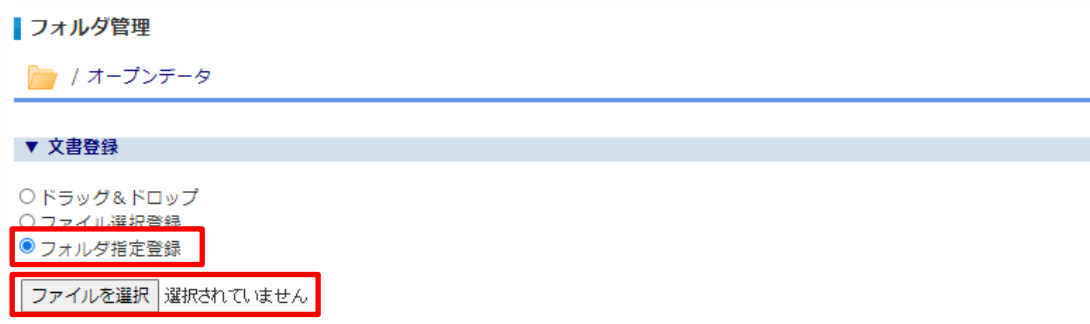 フォルダ管理
/ オープンデータ
▼ 文書登録
ドラッグ&ドロップ
ファイル選択登録
フォルダ指定登録
ファイルを選択 選択されていません